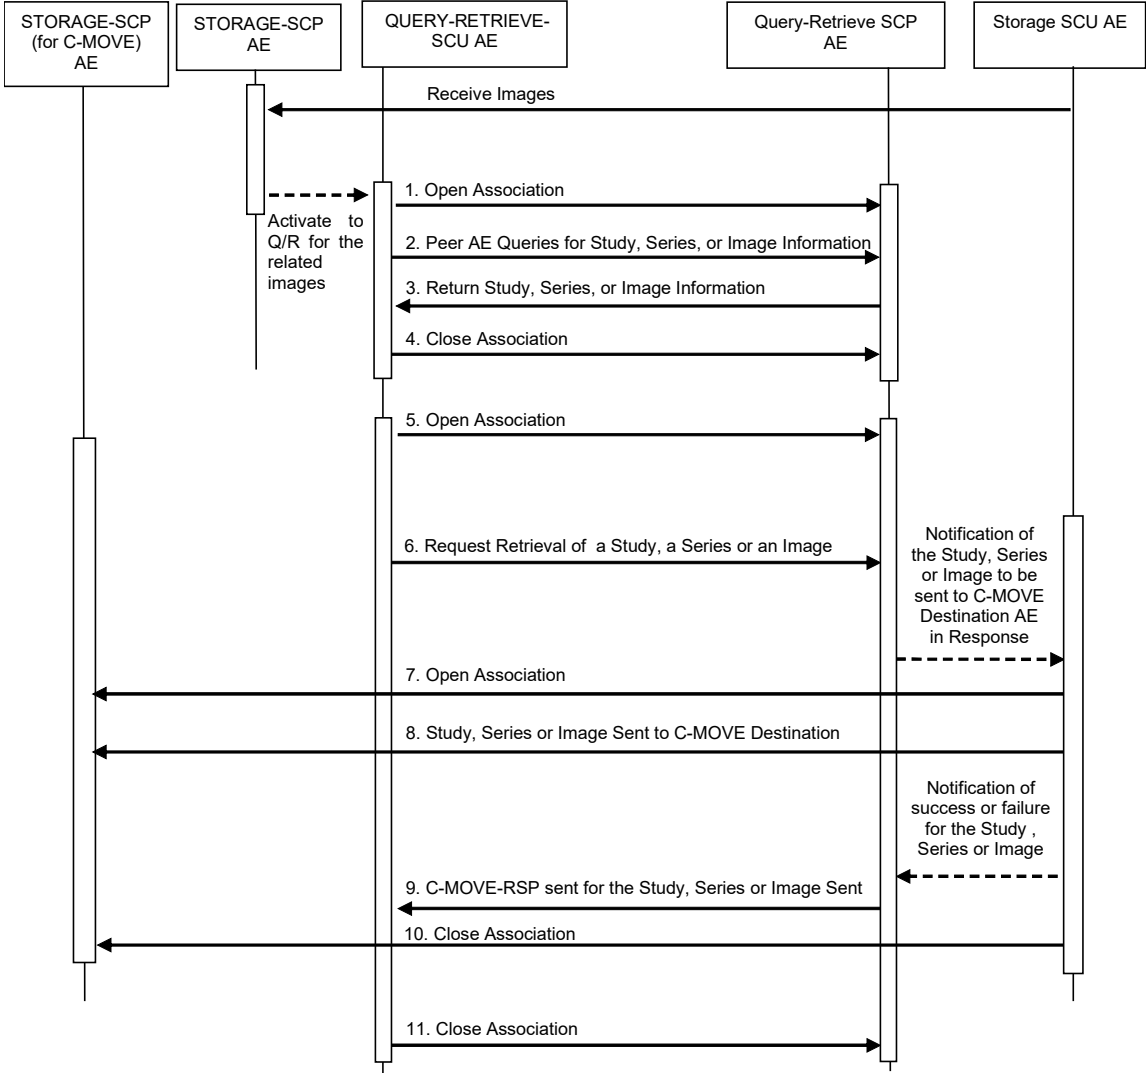 STORAGE-SCP
(for C-MOVE)
AE
STORAGE-SCP
AE
QUERY-RETRIEVE-
SCU AE
Query-Retrieve SCP
AE
Storage SCU AE
Receive Images
1. Open Association
Activate to
Q/R for the
related
images
2. Peer AE Queries for Study, Series, or Image Information
3. Return Study, Series, or Image Information
4. Close Association
5. Open Association
6. Request Retrieval of a Study, a Series or an Image
Notification of
the Study, Series
or Image to be
sent to C-MOVE
Destination AE
in Response
7. Open Association
8. Study, Series or Image Sent to C-MOVE Destination
Notification of
success or failure
for the Study ,
Series or Image
9. C-MOVE-RSP sent for the Study, Series or Image Sent
10. Close Association
11. Close Association